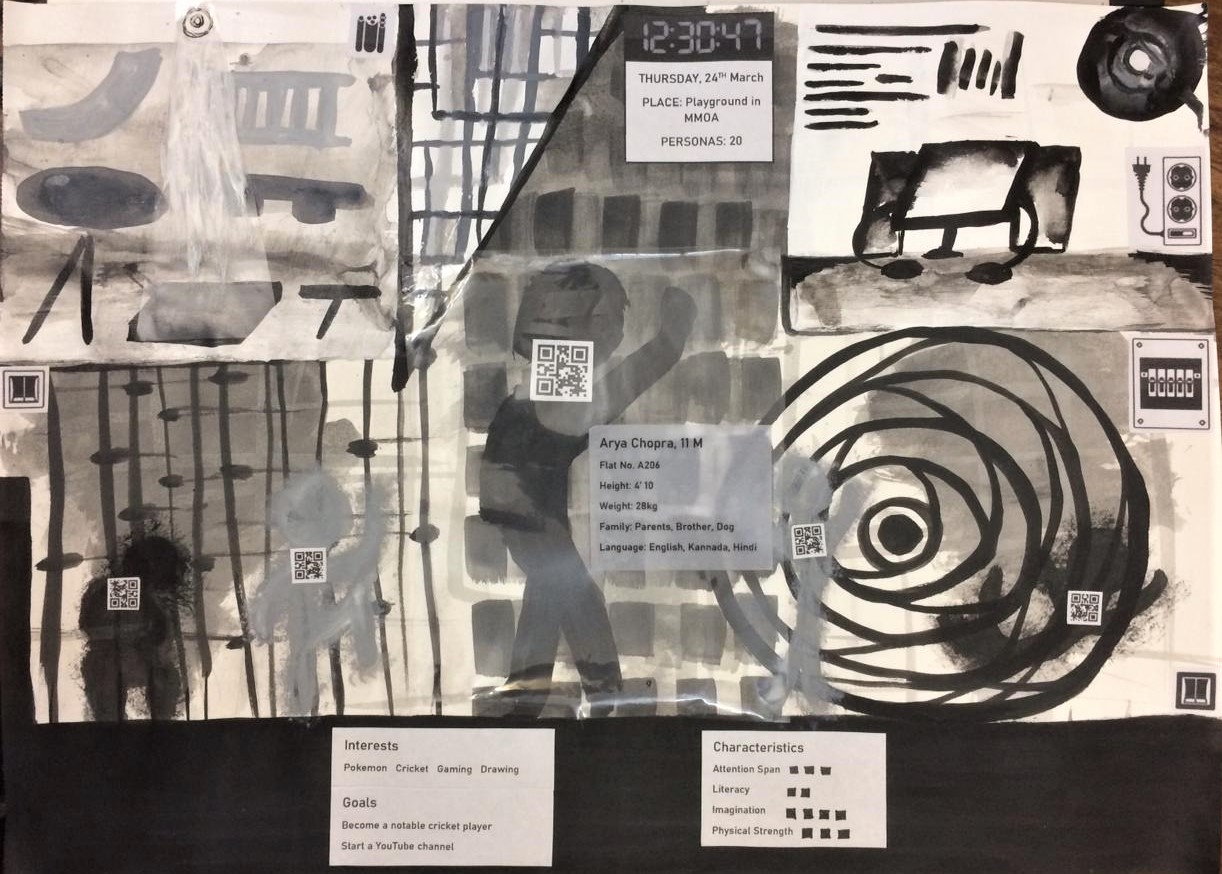 12:30:47
THURSDAY, 24TH March
PLACE: Playground in
MMOA
PERSONAS: 20
Arya Chopra, 11 M
Flat No. A206
Height: 4' 10
Weight: 28kg
Family: Parents, Brother, Dog
Language: English, Kannada, Hindi
Interests
Pokemon Cricket Gaming Drawing
Goals
Become a notable cricket player
Start a YouTube channel
Characteristics
Attention Span
Literacy
Imagination
Physical Strength